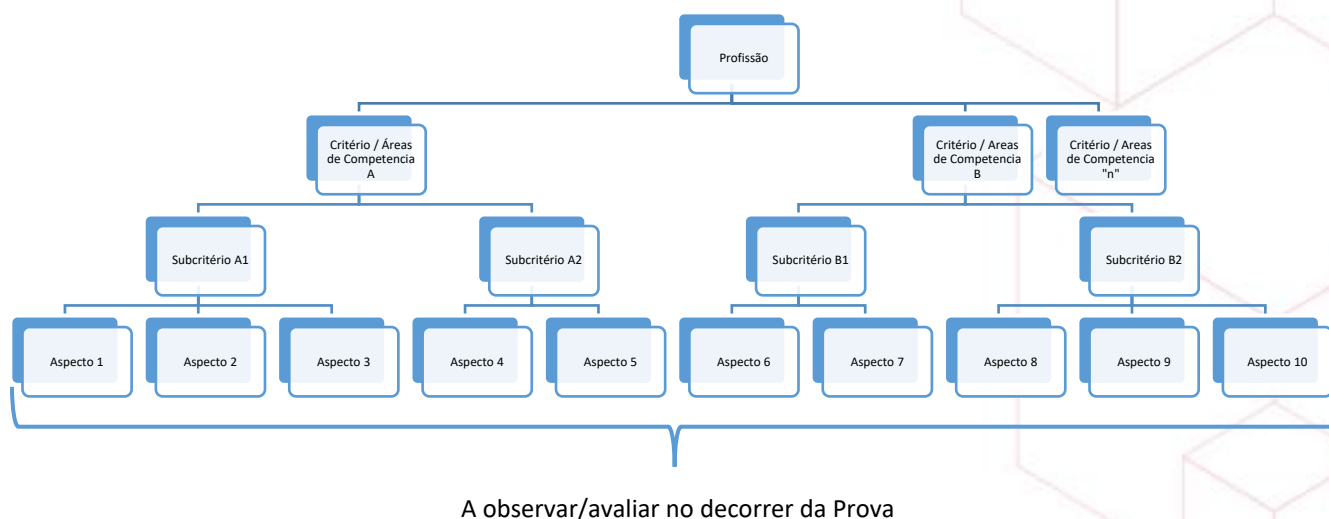 Profissão
Critério / Áreas
de Competencia
A
Critério / Areas
de Competencia
B
Critério / Areas
de Competencia
"n"
Subcritério A1
Subcritério A2
Subcritério B1
Subcritério B2
Aspecto 1
Aspecto 2
Aspecto 3
Aspecto 4
Aspecto 5
Aspecto 6
Aspecto 7
Aspecto 8
Aspecto 9
Aspecto 10
A observar/avaliar no decorrer da Prova